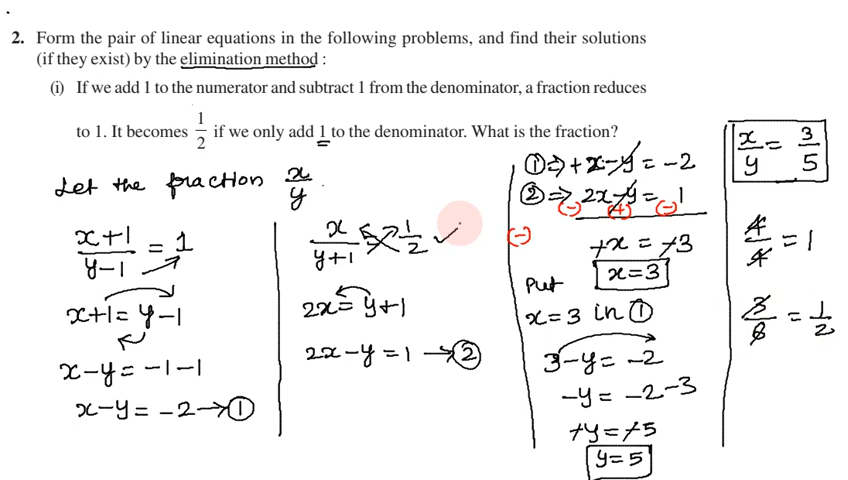 2. Form the pair of linear equations in the following problems, and find their solutions
(if they exist) by the elimination method :
(i) If we add 1 to the numerator and subtract 1 from the denominator, a fraction reduces
to 1. It becomes 1/2 if we only add 1 to the denominator. What is the fraction?
Let the fraction x/y.
x+1/y-1 = 1
x+1 = y-1
x-y = -1-1
x-y = -2 → ①
x/y+1 = 1/2 ✓
2x = y+1
2x-y = 1 → ②
① ⇒ +x-y = -2
② ⇒ 2x-y = 1
(-) (+) (-)
(-)
+x = +3
x=3
Put
x=3 in ①
3-y = -2
-y = -2-3
+y = +5
y=5
x/y = 3/5
4/4 = 1
3/6 = 1/2